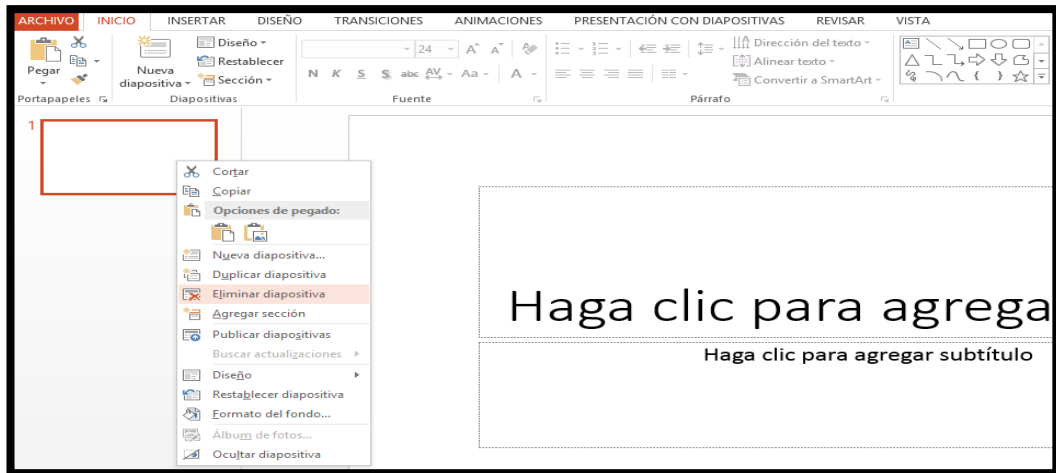 ARCHIVO INICIO INSERTAR DISEÑO TRANSICIONES ANIMACIONES PRESENTACIÓN CON DIAPOSITIVAS REVISAR VISTA
Pegar
Nueva diapositiva
Diseño
Restablecer
Sección
24
N K S S abc AV Aa A
Dirección del texto
Alinear texto
Convertir a SmartArt
Portapapeles Diapositivas Fuente Párrafo
1
Cortar
Copiar
Opciones de pegado:
Nueva diapositiva...
Duplicar diapositiva
Eliminar diapositiva
Agregar sección
Publicar diapositivas
Buscar actualizaciones
Diseño
Restablecer diapositiva
Formato del fondo...
Álbum de fotos...
Ocultar diapositiva
Haga clic para agrega
Haga clic para agregar subtítulo